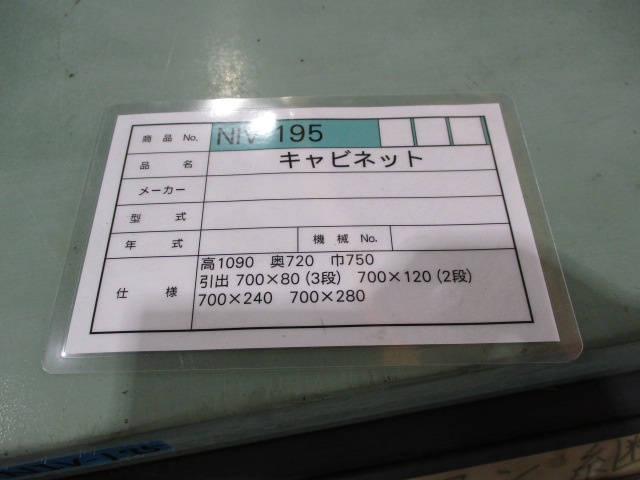 商品 No. NIV-195
品名 キャビネット
メーカー
型式
年式 機械 No.
仕様 高1090 奥720 巾750
引出 700×80 (3段) 700×120 (2段)
700×240 700×280